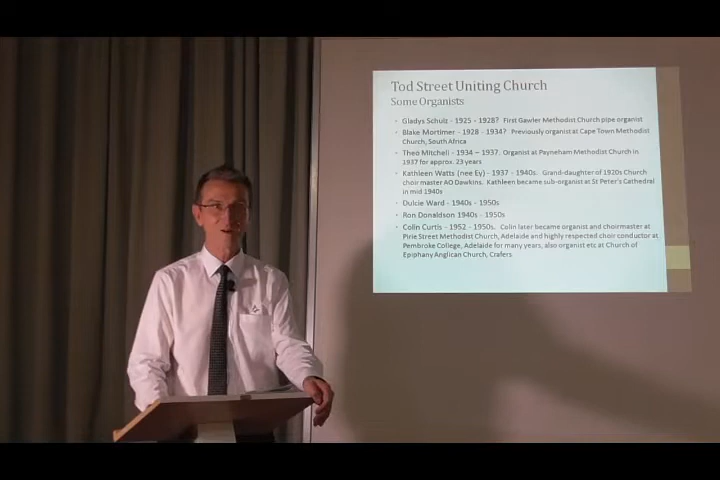 Tod Street Uniting Church
Some Organists
• Gladys Schulz - 1925 - 1928? First Gawler Methodist Church pipe organist
• Blake Mortimer - 1928 - 1934? Previously organist at Cape Town Methodist
Church, South Africa
• Theo Mitchell - 1934 – 1937. Organist at Payneham Methodist Church in
1937 for approx. 23 years
• Kathleen Watts (nee Ey) - 1937 - 1940s. Grand-daughter of 1920s Church
choir master AO Dawkins. Kathleen became sub-organist at St Peter's Cathedral
in mid 1940s
• Dulcie Ward - 1940s - 1950s
• Ron Donaldson 1940s - 1950s
• Colin Curtis - 1952 - 1950s. Colin later became organist and choirmaster at
Pirie Street Methodist Church, Adelaide and highly respected choir conductor at
Pembroke College, Adelaide for many years, also organist etc at Church of
Epiphany Anglican Church, Crafers